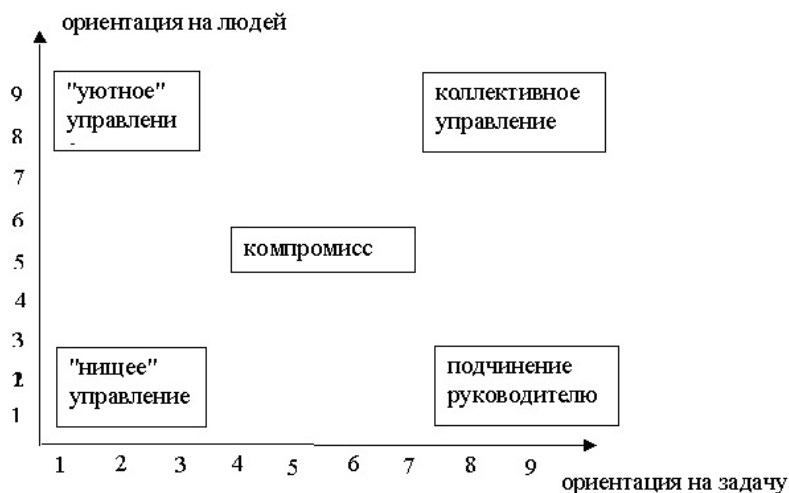 ориентация на людей
"уютное"
управлени
коллективное
управление
9
8
7
6
компромисс
5
4
3
"нищее"
управление
подчинение
руководителю
2
1
1 2 3 4 5 6 7 8 9
ориентация на задачу